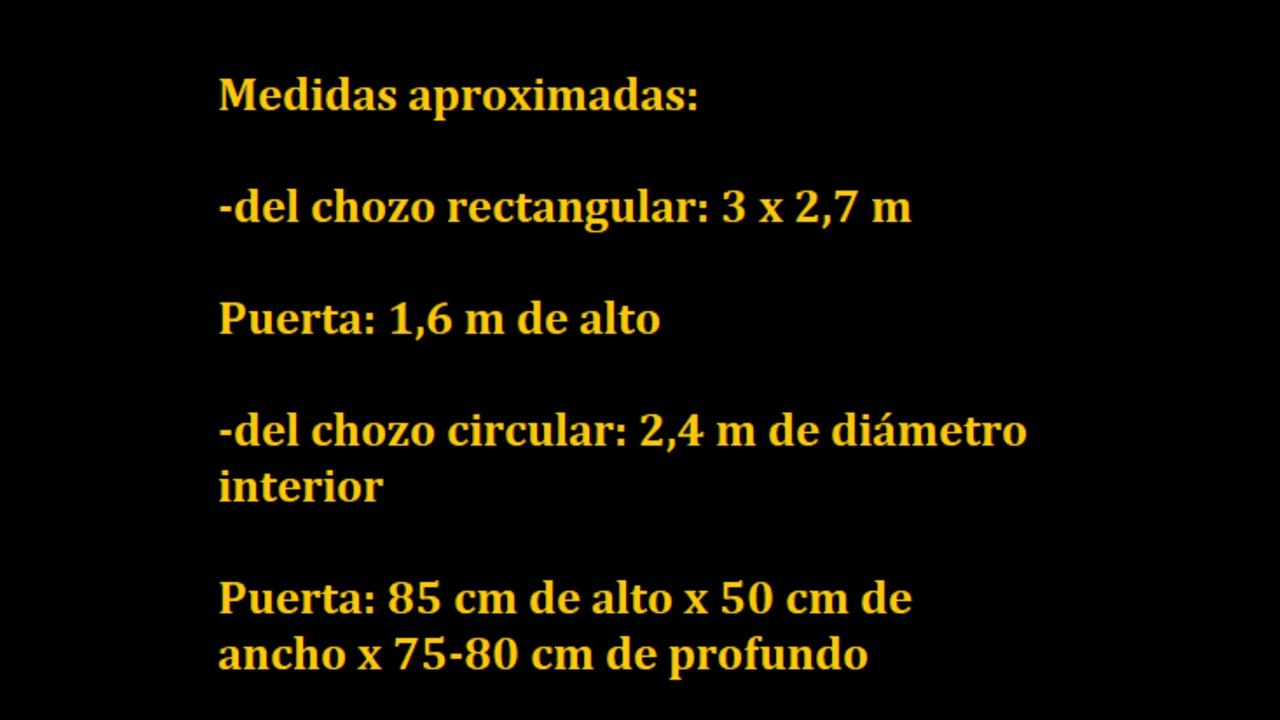 Medidas aproximadas:
-del chozo rectangular: 3 x 2,7 m
Puerta: 1,6 m de alto
-del chozo circular: 2,4 m de diámetro
interior
Puerta: 85 cm de alto x 50 cm de
ancho x 75-80 cm de profundo